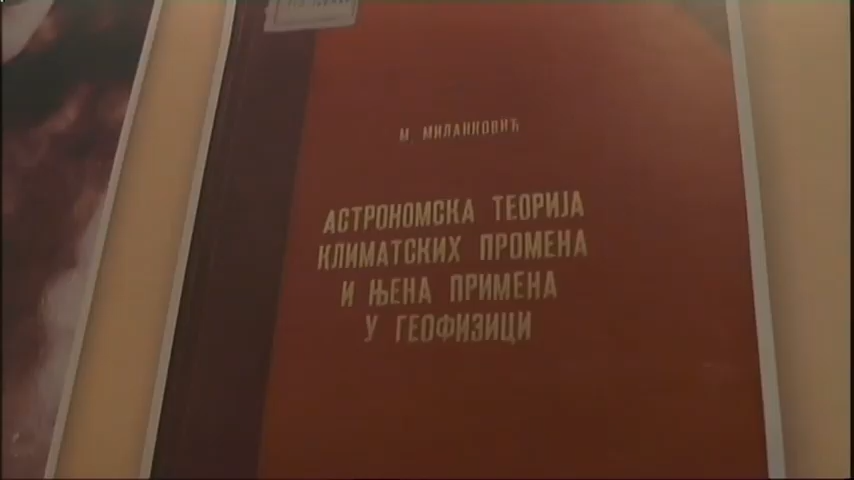 М МИЛАНКОВИЋ
АСТРОНОМСКА ТЕОРИЈА
КЛИМАТСКИХ ПРОМЕНА
И ЊЕНА ПРИМЕНА
У ГЕОФИЗИЦИ